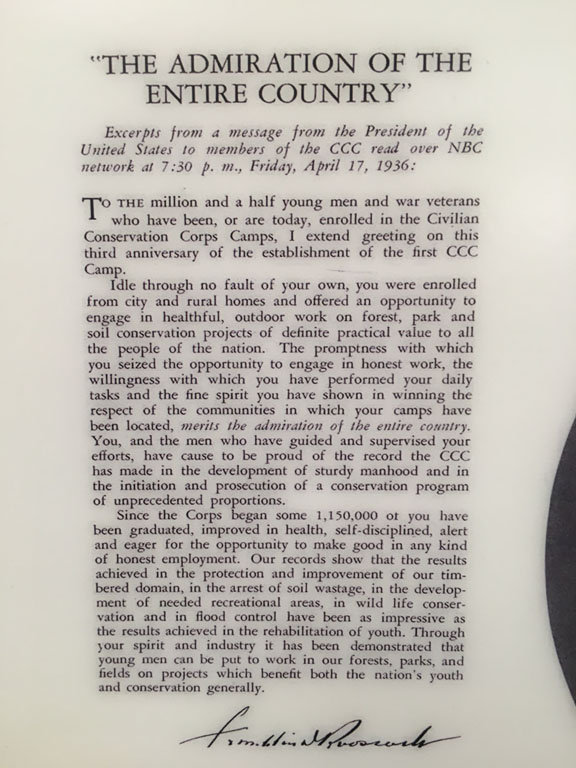 "THE ADMIRATION OF THE
ENTIRE COUNTRY"
Excerpts from a message from the President of the
United States to members of the CCC read over NBC
network at 7:30 p. m., Friday, April 17, 1936:
TO THE million and a half young men and war veterans
who have been, or are today, enrolled in the Civilian
Conservation Corps Camps, I extend greeting on this
third anniversary of the establishment of the first CCC
Camp.
Idle through no fault of your own, you were enrolled
from city and rural homes and offered an opportunity to
engage in healthful, outdoor work on forest, park and
soil conservation projects of definite practical value to all
the people of the nation. The promptness with which
you seized the opportunity to engage in honest work, the
willingness with which you have performed your daily
tasks and the fine spirit you have shown in winning the
respect of the communities in which your camps have
been located, merits the admiration of the entire country.
You, and the men who have guided and supervised your
efforts, have cause to be proud of the record the CCC
has made in the development of sturdy manhood and in
the initiation and prosecution of a conservation program
of unprecedented proportions.
Since the Corps began some 1,150,000 of you have
been graduated, improved in health, self-disciplined, alert
and eager for the opportunity to make good in any kind
of honest employment. Our records show that the results
achieved in the protection and improvement of our tim-
bered domain, in the arrest of soil wastage, in the develop-
ment of needed recreational areas, in wild life conser-
vation and in flood control have been as impressive as
the results achieved in the rehabilitation of youth. Through
your spirit and industry it has been demonstrated that
young men can be put to work in our forests, parks, and
fields on projects which benefit both the nation's youth
and conservation generally.
Franklin D Roosevelt